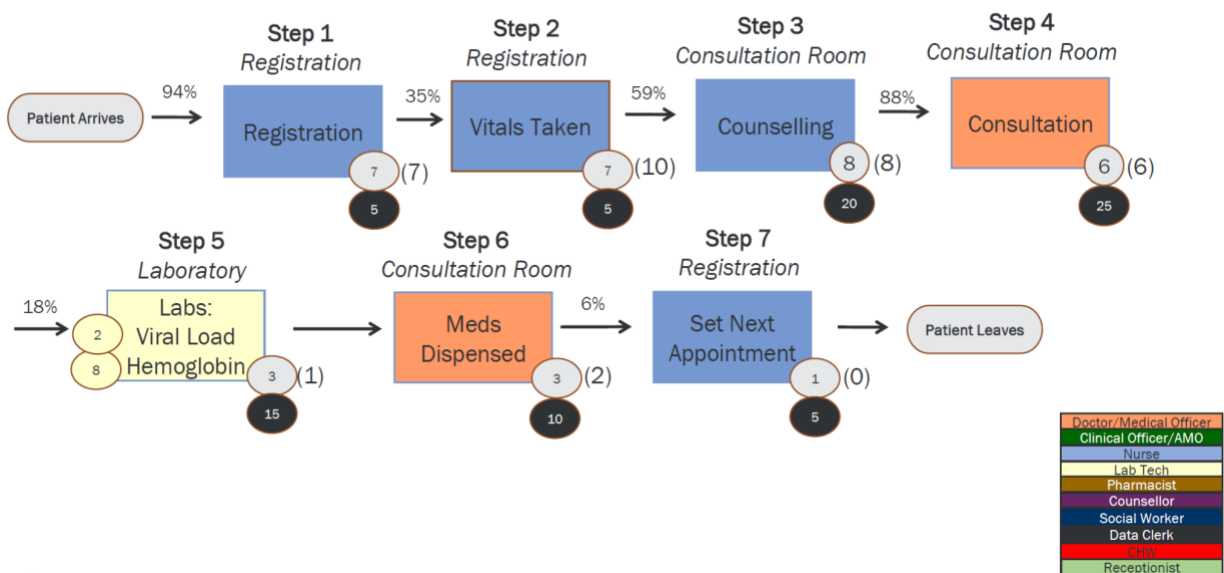 Step 1
Registration
Step 2
Registration
Step 3
Consultation Room
Step 4
Consultation Room
Patient Arrives
94%
Registration
7
(7)
5
35%
Vitals Taken
7
(10)
5
59%
Counselling
8
(8)
20
88%
Consultation
6
(6)
25
Step 5
Laboratory
Step 6
Consultation Room
Step 7
Registration
18%
2
8
Labs:
Viral Load
Hemoglobin
3
(1)
15
Meds
Dispensed
3
(2)
10
6%
Set Next
Appointment
1
(0)
5
Patient Leaves
Doctor/Medical Officer
Clinical Officer/AMO
Nurse
Lab Tech
Pharmacist
Counsellor
Social Worker
Data Clerk
CHW
Receptionist